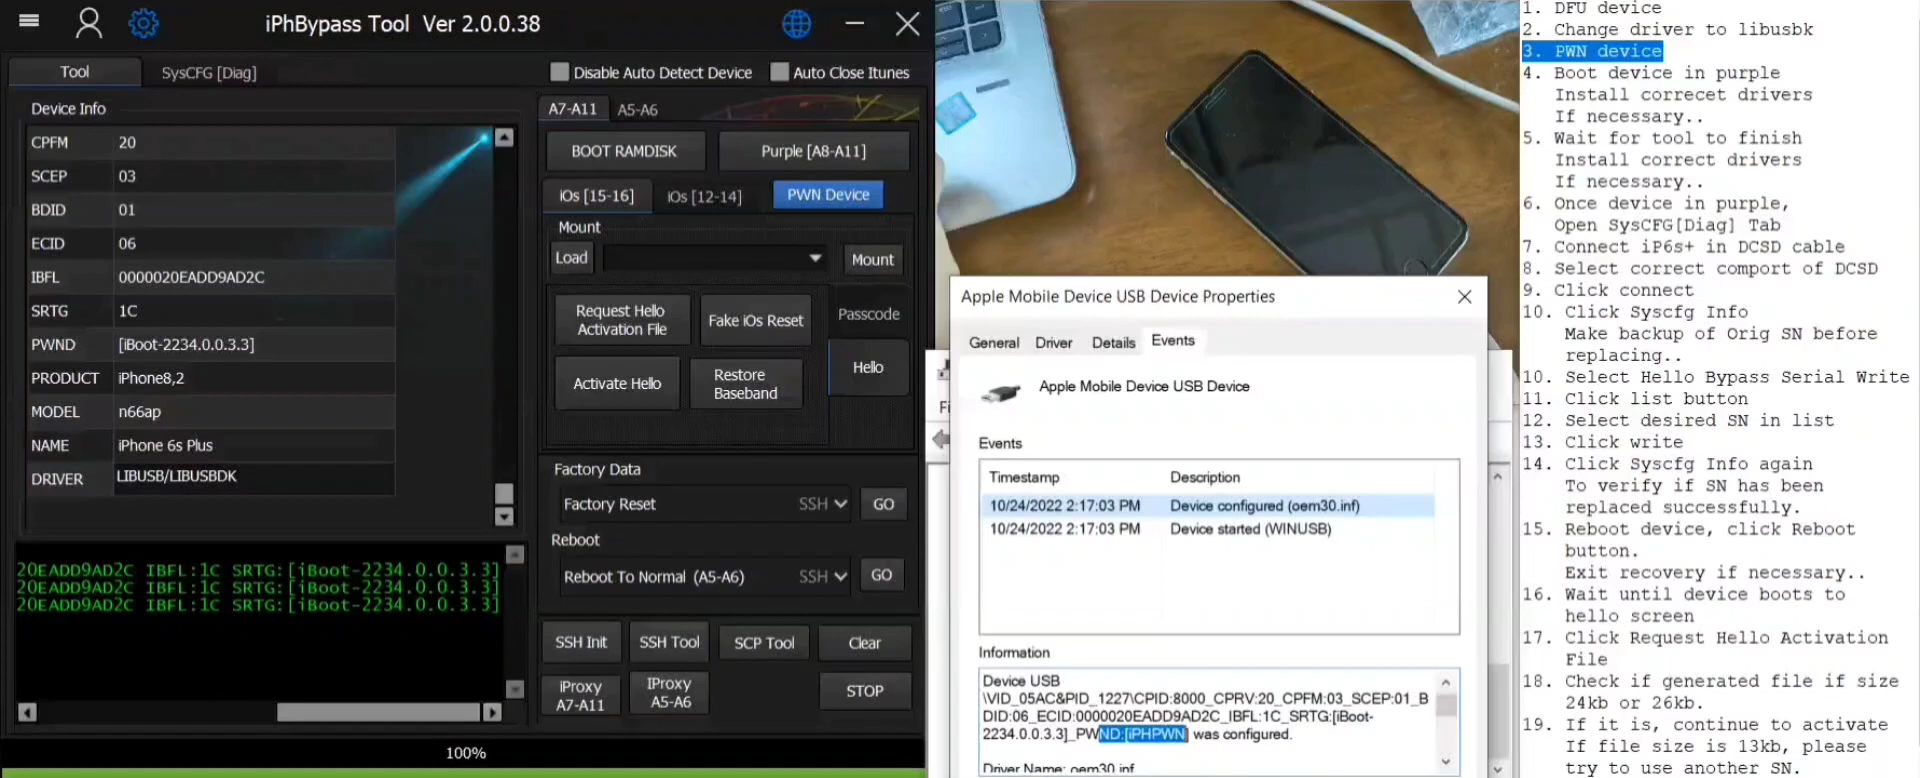 iPhBypass Tool Ver 2.0.0.38
Tool
SysCFG [Diag]
Disable Auto Detect Device
Auto Close Itunes
Device Info
CPFM 20
SCEP 03
BDID 01
ECID 06
IBFL 0000020EADD9AD2C
SRTG 1C
PWND [iBoot-2234.0.0.3.3]
PRODUCT iPhone8,2
MODEL n66ap
NAME iPhone 6s Plus
DRIVER LIBUSB/LIBUSBDK
20EADD9AD2C IBFL:1C SRTG:[iBoot-2234.0.0.3.3]
20EADD9AD2C IBFL:1C SRTG:[iBoot-2234.0.0.3.3]
20EADD9AD2C IBFL:1C SRTG:[iBoot-2234.0.0.3.3]
100%
A7-A11
A5-A6
BOOT RAMDISK
Purple [A8-A11]
iOs [15-16]
iOs [12-14]
PWN Device
Mount
Load
Mount
Request Hello
Activation File
Fake iOs Reset
Passcode
Activate Hello
Restore
Baseband
Hello
Factory Data
Factory Reset SSH
GO
Reboot
Reboot To Normal (A5-A6) SSH
GO
SSH Init
SSH Tool
SCP Tool
Clear
iProxy
A7-A11
IProxy
A5-A6
STOP
Apple Mobile Device USB Device Properties
General
Driver
Details
Events
Apple Mobile Device USB Device
Events
Timestamp Description
10/24/2022 2:17:03 PM Device configured (oem30.inf)
10/24/2022 2:17:03 PM Device started (WINUSB)
Information
Device USB
\VID_05AC&PID_1227\CPID:8000_CPRV:20_CPFM:03_SCEP:01_B
DID:06_ECID:0000020EADD9AD2C_IBFL:1C_SRTG:[iBoot-
2234.0.0.3.3]_PWND:[iPHPWN] was configured.
Driver Name: oem30.inf
1. DFU device
2. Change driver to libusbk
3. PWN device
4. Boot device in purple
Install correcet drivers
If necessary..
5. Wait for tool to finish
Install correct drivers
If necessary..
6. Once device in purple,
Open SysCFG[Diag] Tab
7. Connect iP6s+ in DCSD cable
8. Select correct comport of DCSD
9. Click connect
10. Click Syscfg Info
Make backup of Orig SN before
replacing..
10. Select Hello Bypass Serial Write
11. Click list button
12. Select desired SN in list
13. Click write
14. Click Syscfg Info again
To verify if SN has been
replaced successfully.
15. Reboot device, click Reboot
button.
Exit recovery if necessary..
16. Wait until device boots to
hello screen
17. Click Request Hello Activation
File
18. Check if generated file if size
24kb or 26kb.
19. If it is, continue to activate
If file size is 13kb, please
try to use another SN.